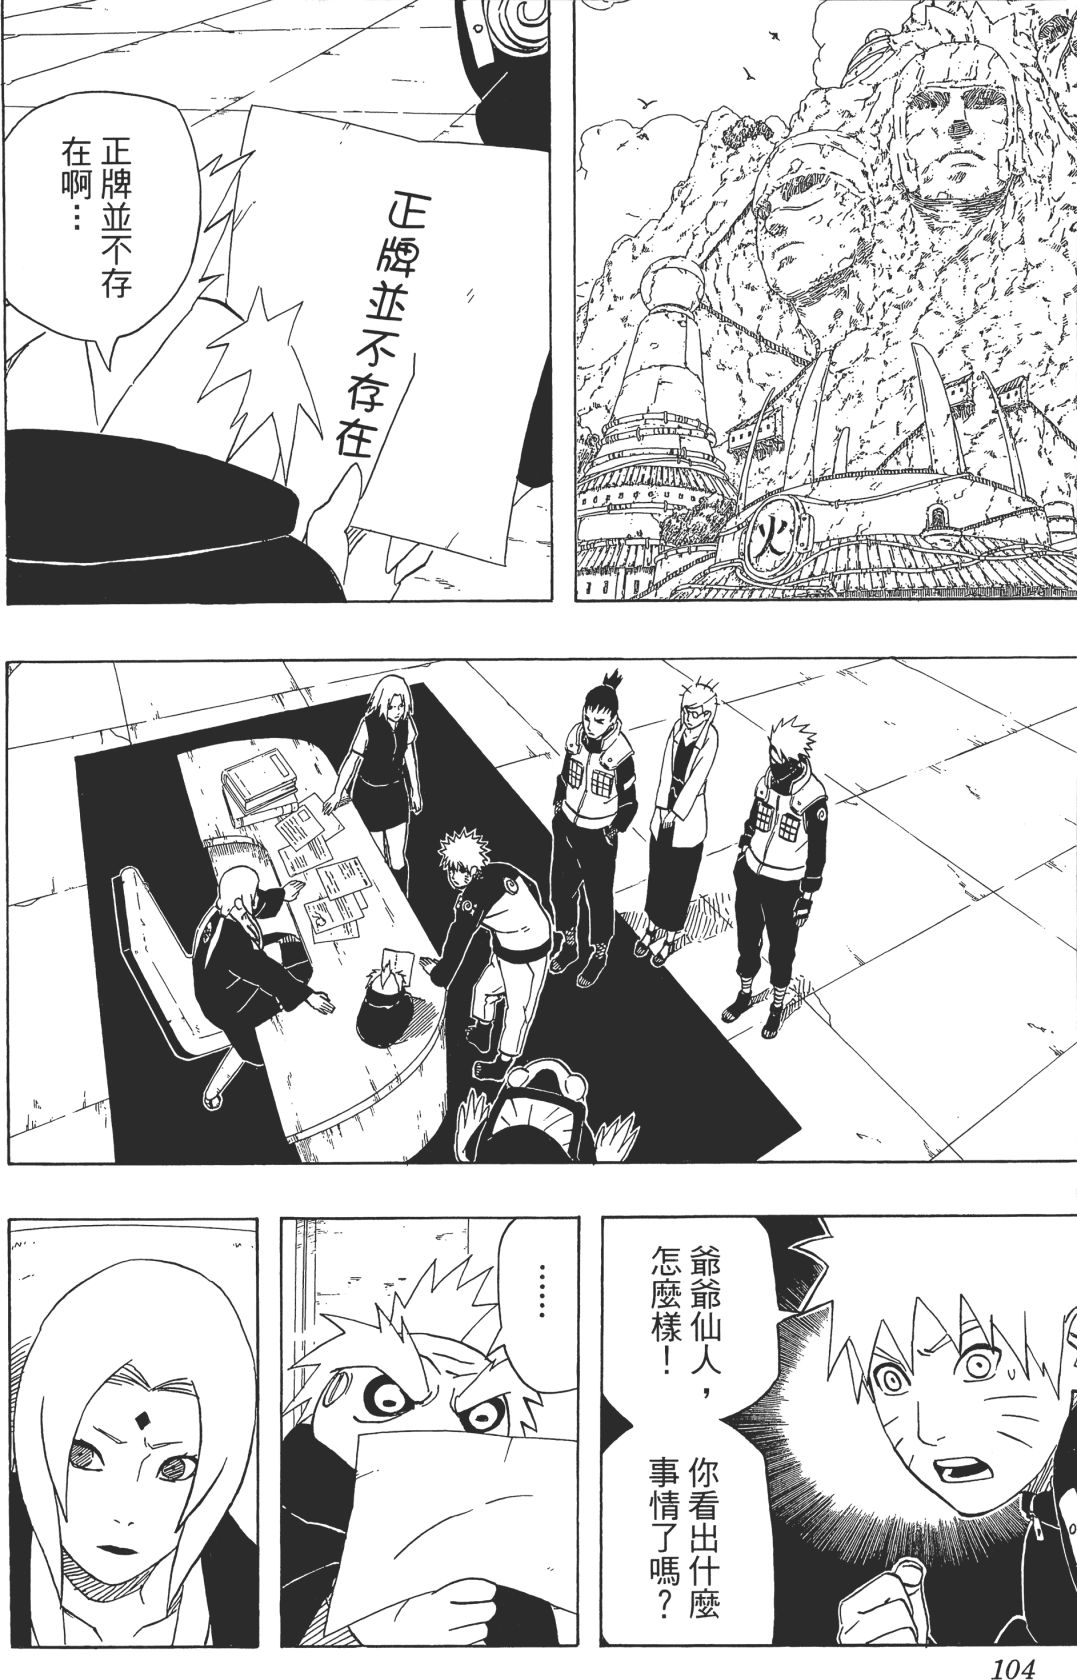 火
正牌並不存在
正牌並不存
在啊…
爺爺仙人，
怎麼樣！
你看出什麼
事情了嗎？
……
104